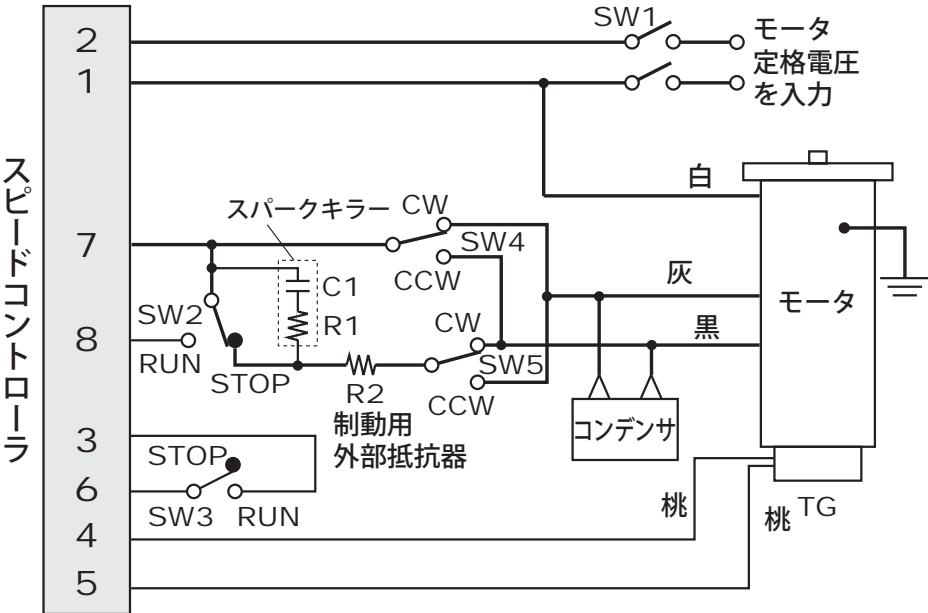 スピードコントローラ
2
1
7
8
3
6
4
5
SW1
モータ
定格電圧
を入力
白
スパークキラー
CW
SW4
CCW
C1
R1
SW2
RUN
STOP
R2
制動用
外部抵抗器
CW
SW5
CCW
灰
黒
モータ
コンデンサ
STOP
SW3
RUN
桃
桃
TG